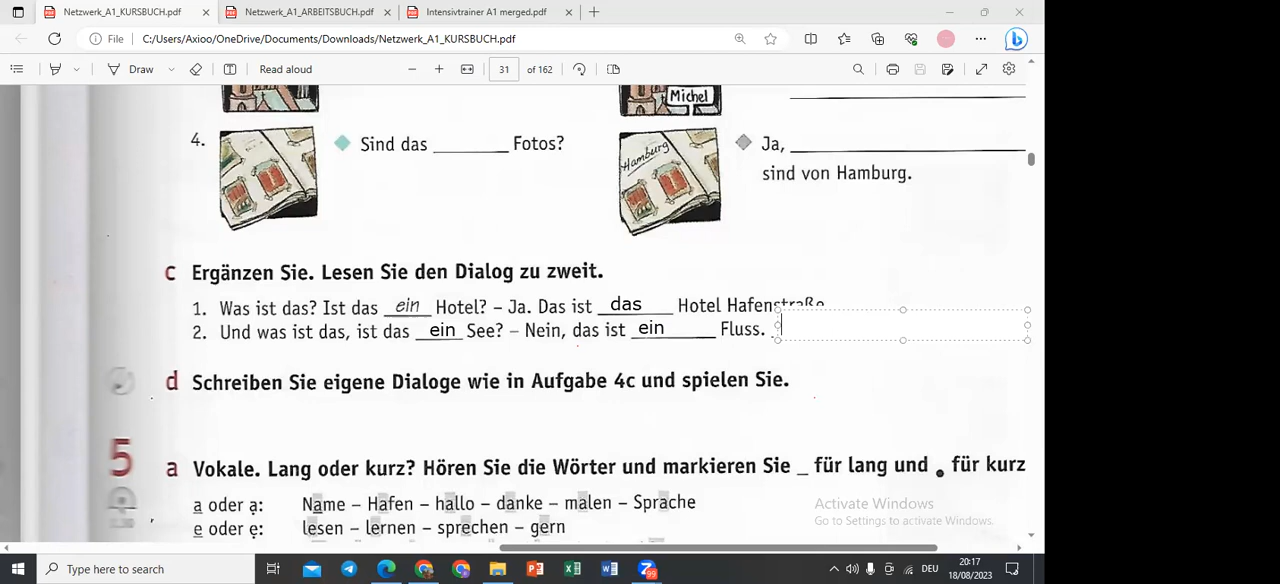 Netzwerk_A1_KURSBUCH.pdf
Netzwerk_A1_ARBEITSBUCH.pdf
Intensivtrainer A1 merged.pdf
File C:/Users/Axioo/OneDrive/Documents/Downloads/Netzwerk_A1_KURSBUCH.pdf
Draw Read aloud 31 of 162
Michel
4. Sind das ________ Fotos?
Hamburg
Ja, ________
sind von Hamburg.
c Ergänzen Sie. Lesen Sie den Dialog zu zweit.
1. Was ist das? Ist das ein Hotel? – Ja. Das ist das Hotel Hafenstraße
2. Und was ist das, ist das ein See? – Nein, das ist ein Fluss.
d Schreiben Sie eigene Dialoge wie in Aufgabe 4c und spielen Sie.
5 a Vokale. Lang oder kurz? Hören Sie die Wörter und markieren Sie _ für lang und . für kurz
a oder ạ: Name – Hafen – hallo – danke – malen – Sprache
e oder ẹ: lesen – lernen – sprechen – gern
Activate Windows
Go to Settings to activate Windows.
Type here to search
99
DEU
20:17
18/08/2023